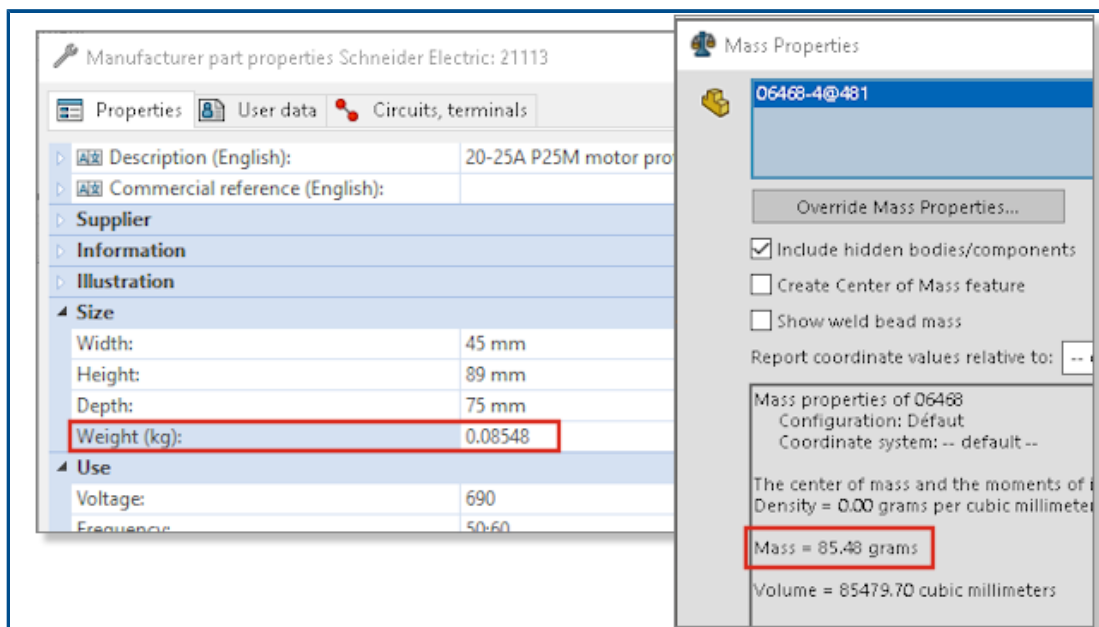 Manufacturer part properties Schneider Electric: 21113
Properties User data Circuits, terminals
Description (English): 20-25A P25M motor pro
Commercial reference (English):
Supplier
Information
Illustration
Size
Width: 45 mm
Height: 89 mm
Depth: 75 mm
Weight (kg): 0.08548
Use
Voltage: 690
Frequency: 50;60
Mass Properties
06468-4@481
Override Mass Properties...
Include hidden bodies/components
Create Center of Mass feature
Show weld bead mass
Report coordinate values relative to: --
Mass properties of 06468
Configuration: Défaut
Coordinate system: -- default --
The center of mass and the moments of i
Density = 0.00 grams per cubic millimeter
Mass = 85.48 grams
Volume = 85479.70 cubic millimeters